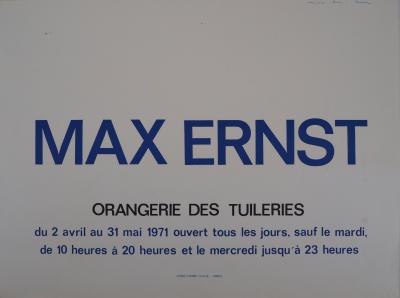 MAX ERNST
ORANGERIE DES TUILERIES
du 2 avril au 31 mai 1971 ouvert tous les jours, sauf le mardi,
de 10 heures à 20 heures et le mercredi jusqu'à 23 heures